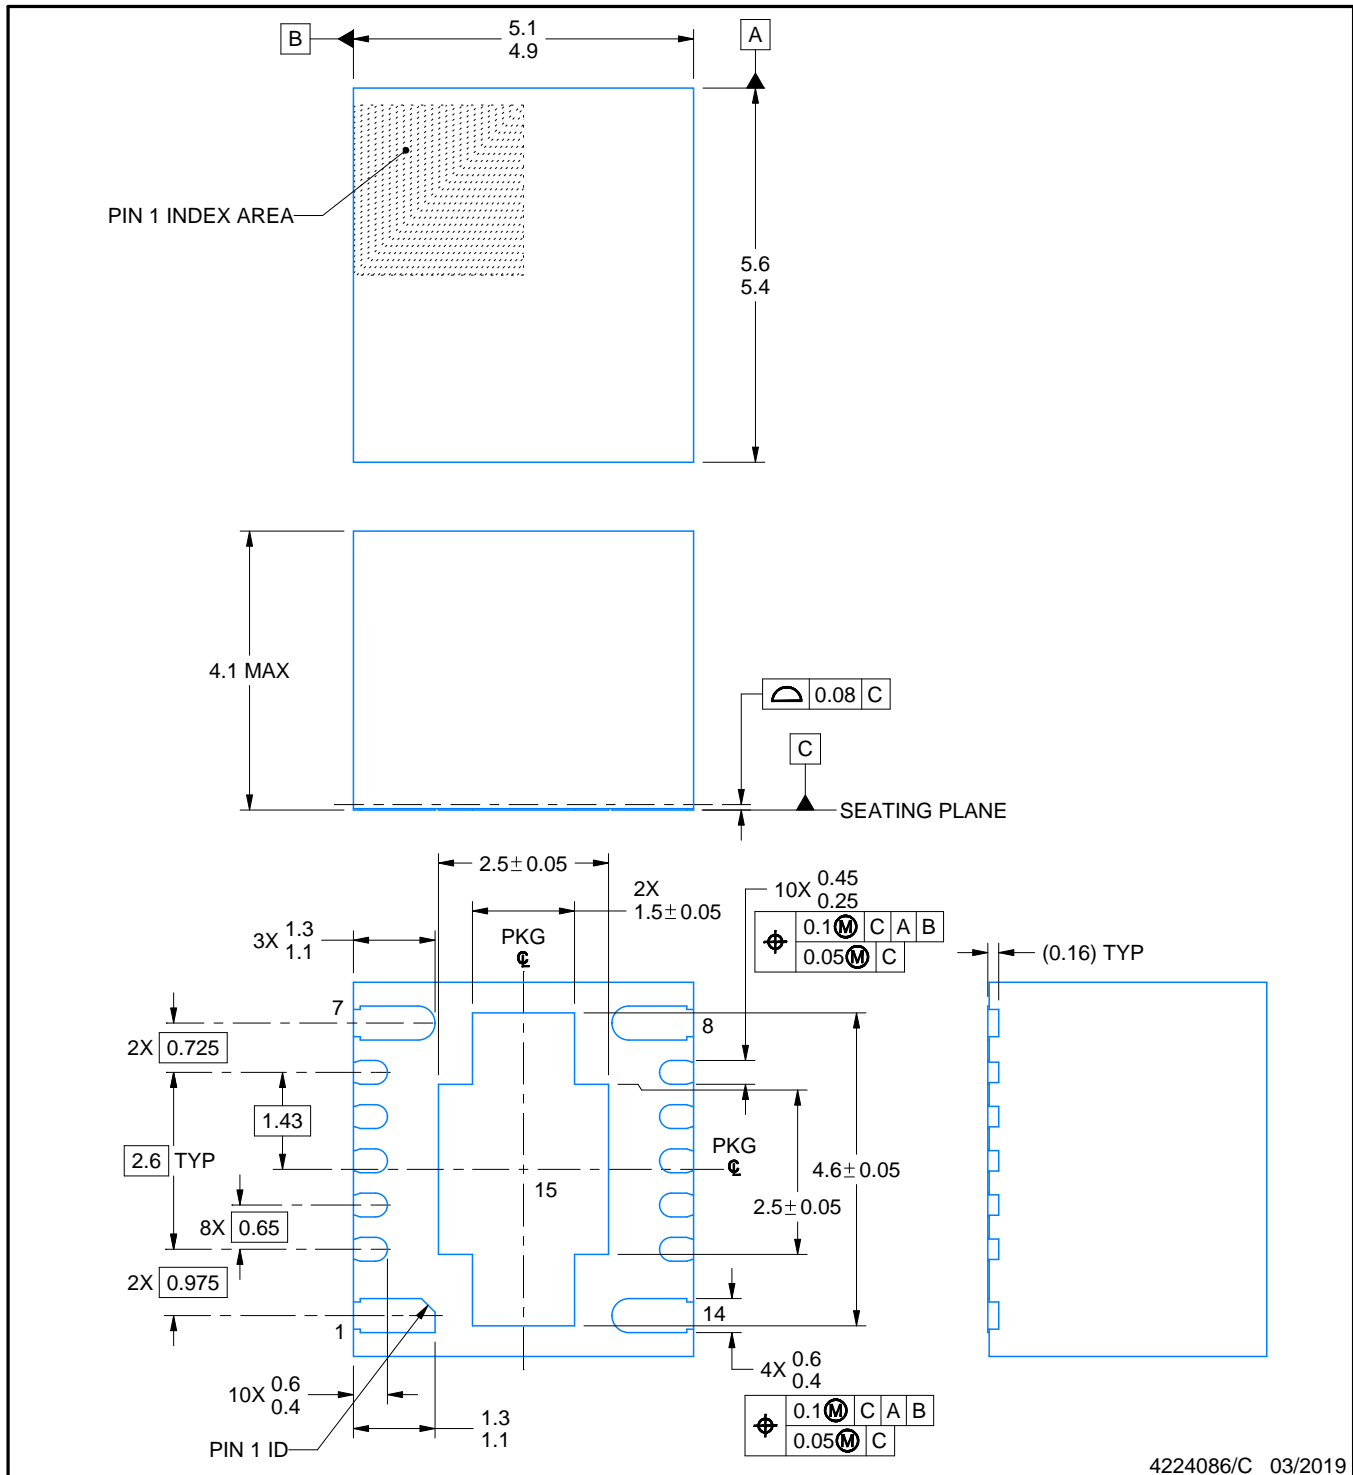 B
5.1
4.9
A
PIN 1 INDEX AREA
5.6
5.4
4.1 MAX
0.08 C
C
SEATING PLANE
2.5±0.05
2X
1.5±0.05
10X 0.45
0.25
0.1Ⓜ C A B
0.05Ⓜ C
3X 1.3
1.1
PKG
℄
(0.16) TYP
7
8
2X 0.725
1.43
2.6 TYP
PKG
℄
4.6±0.05
15
2.5±0.05
8X 0.65
2X 0.975
1
14
4X 0.6
0.4
10X 0.6
0.4
0.1Ⓜ C A B
0.05Ⓜ C
1.3
1.1
PIN 1 ID
4224086/C 03/2019